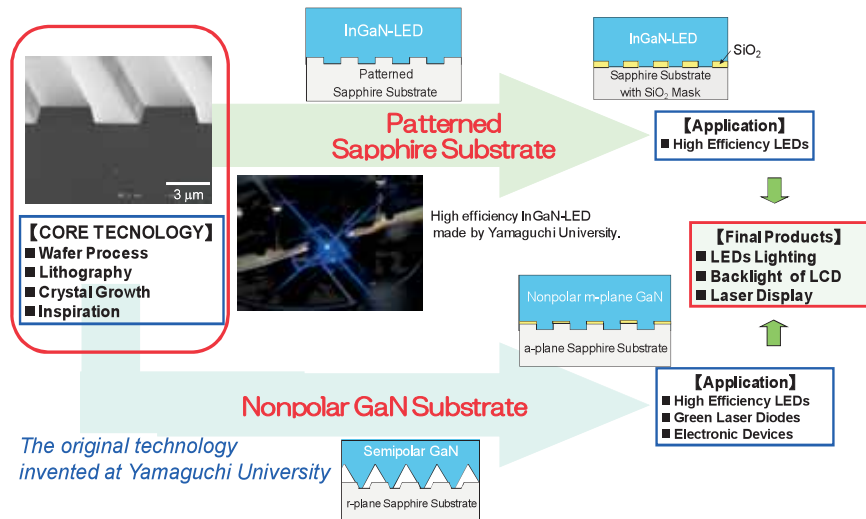 InGaN-LED
Patterned
Sapphire Substrate
InGaN-LED
SiO₂
Sapphire Substrate
with SiO₂ Mask
3 μm
Patterned
Sapphire Substrate
【Application】
■ High Efficiency LEDs
【CORE TECNOLOGY】
■ Wafer Process
■ Lithography
■ Crystal Growth
■ Inspiration
High efficiency InGaN-LED
made by Yamaguchi University.
【Final Products】
■ LEDs Lighting
■ Backlight of LCD
■ Laser Display
Nonpolar m-plane GaN
a-plane Sapphire Substrate
Nonpolar GaN Substrate
【Application】
■ High Efficiency LEDs
■ Green Laser Diodes
■ Electronic Devices
The original technology
invented at Yamaguchi University
Semipolar GaN
r-plane Sapphire Substrate